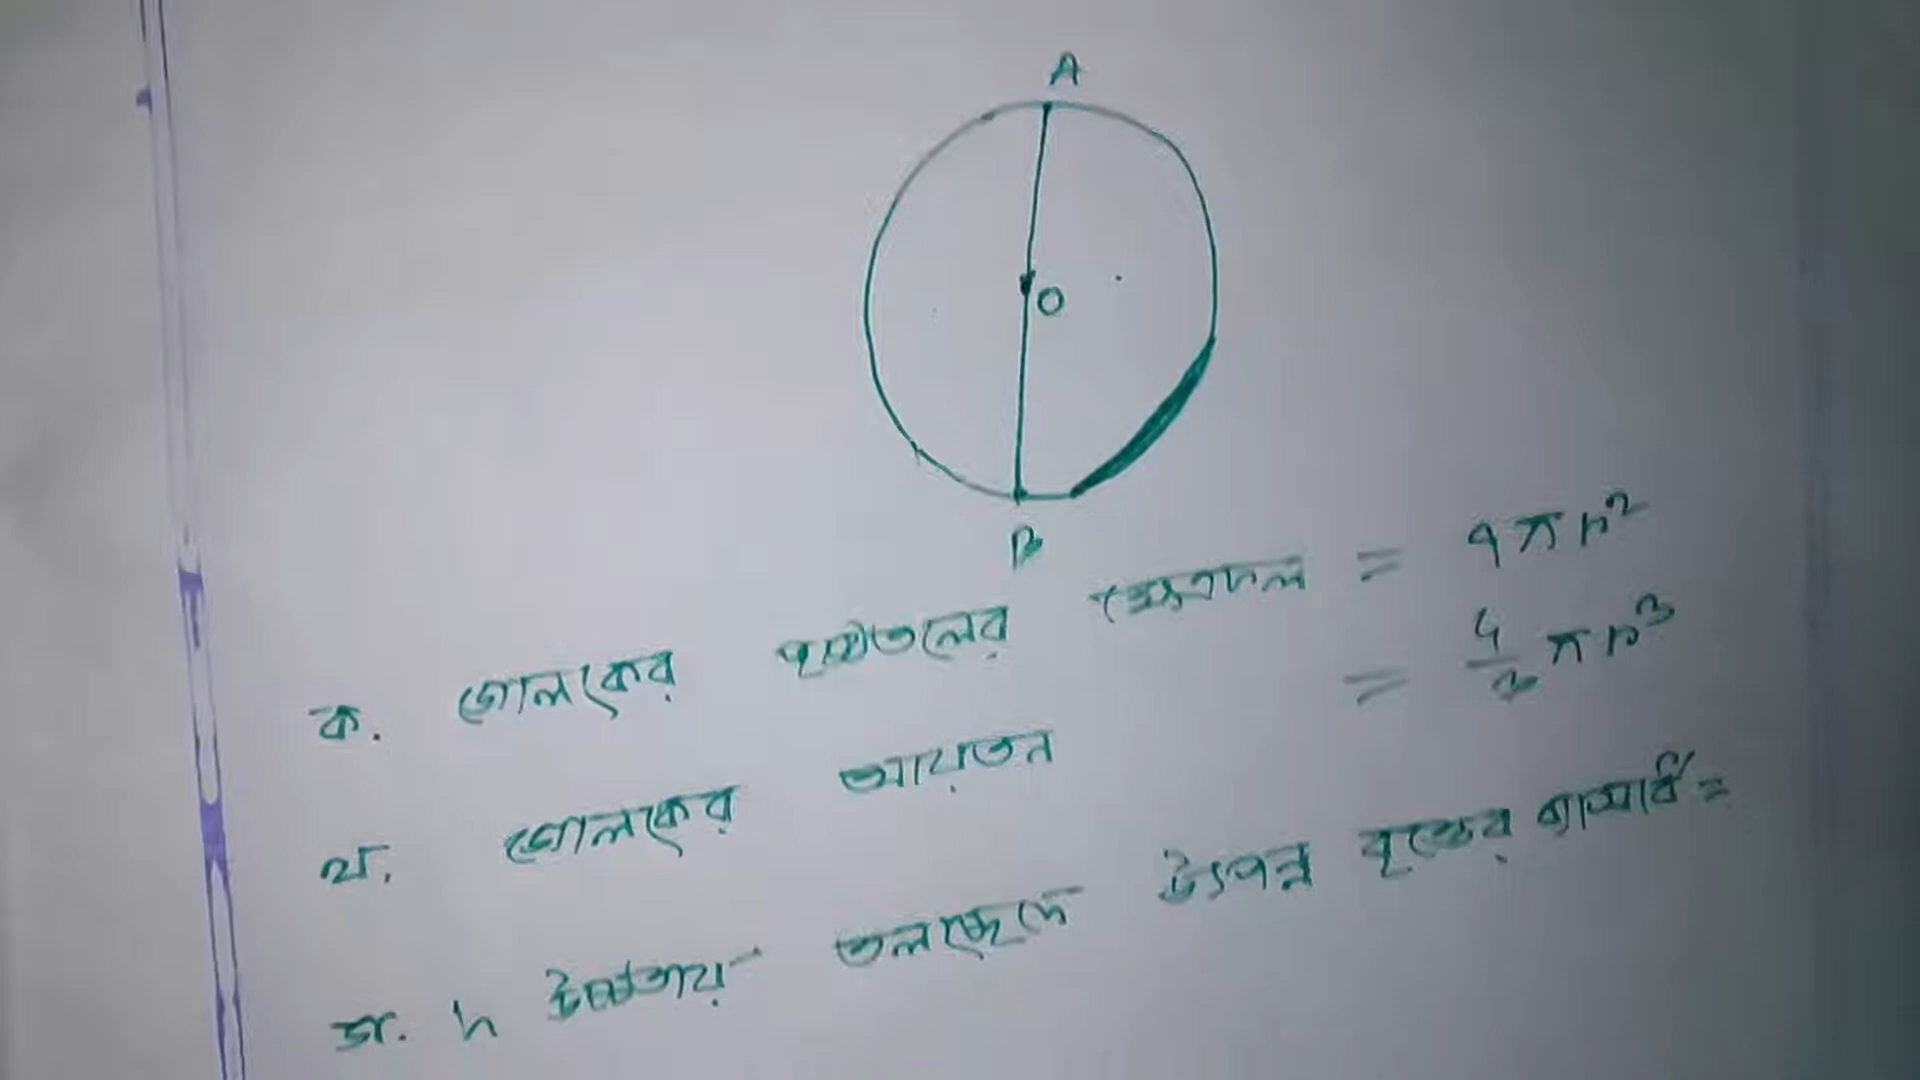 A
O
B
ক. গোলকের পৃষ্ঠতলের ক্ষেত্রফল = 4πr²
খ. গোলকের আয়তন = 4/3 πr³
গ. h উচ্চতায় তলচ্ছেদে উৎপন্ন বৃত্তের ব্যাসার্ধ =